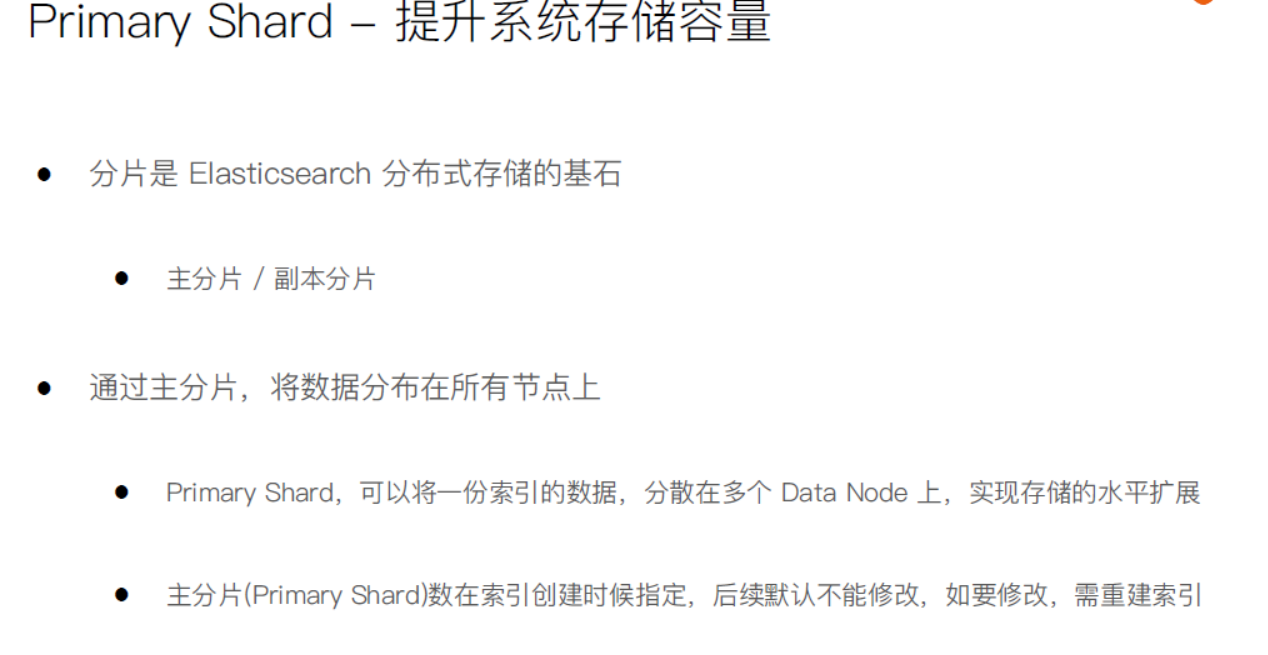 Primary Shard – 提升系统存储容量
● 分片是 Elasticsearch 分布式存储的基石
● 主分片 / 副本分片
● 通过主分片，将数据分布在所有节点上
● Primary Shard，可以将一份索引的数据，分散在多个 Data Node 上，实现存储的水平扩展
● 主分片(Primary Shard)数在索引创建时候指定，后续默认不能修改，如要修改，需重建索引